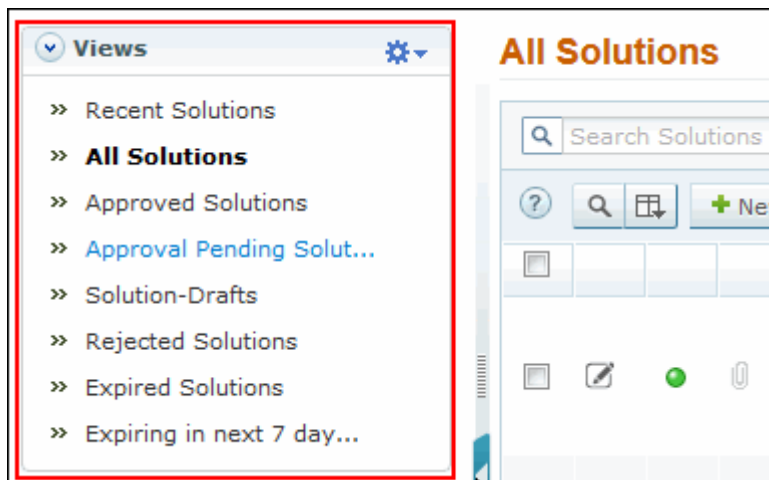 Views
Recent Solutions
All Solutions
Approved Solutions
Approval Pending Solut...
Solution-Drafts
Rejected Solutions
Expired Solutions
Expiring in next 7 day...
All Solutions
Search Solutions
Ne